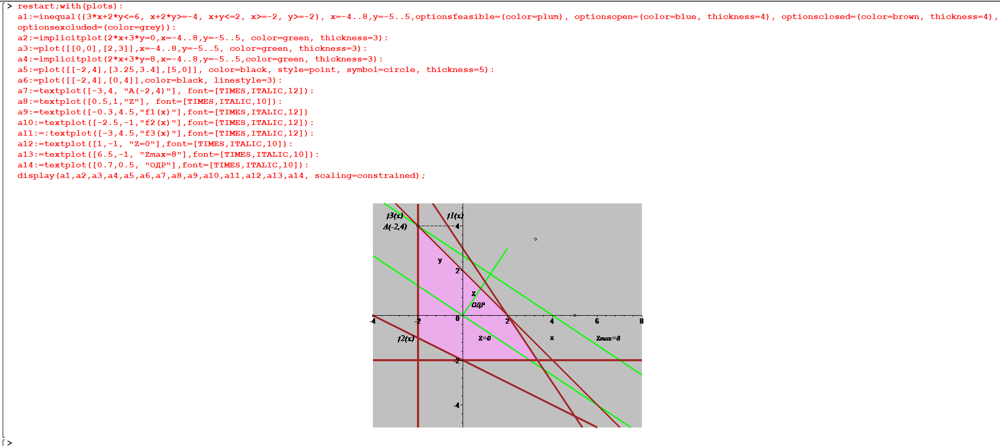 > restart;with(plots):
a1:=inequal({3*x+2*y<=6, x+2*y>=-4, x+y<=2, x>=-2, y>=-2}, x=-4..8,y=-5..5,optionsfeasible=(color=plum), optionsopen=(color=blue, thickness=4), optionsclosed=(color=brown, thickness=4),
optionsexcluded=(color=grey)):
a2:=implicitplot(2*x+3*y=0,x=-4..8,y=-5..5, color=green, thickness=3):
a3:=plot([[0,0],[2,3]],x=-4..8,y=-5..5, color=green, thickness=3):
a4:=implicitplot(2*x+3*y=8,x=-4..8,y=-5..5,color=green, thickness=3):
a5:=plot([[-2,4],[3.25,3.4],[5,0]], color=black, style=point, symbol=circle, thickness=5):
a6:=plot([[-2,4],[0,4]],color=black, linestyle=3):
a7:=textplot([-3,4, "A(-2,4)"], font=[TIMES,ITALIC,12]):
a8:=textplot([0.5,1,"Z"], font=[TIMES,ITALIC,10]):
a9:=textplot([-0.3,4.5,"f1(x)"],font=[TIMES,ITALIC,12])
a10:=textplot([-2.5,-1,"f2(x)"],font=[TIMES,ITALIC,12]):
a11:=:textplot([-3,4.5,"f3(x)"],font=[TIMES,ITALIC,12]):
a12:=textplot([1,-1, "Z=0"],font=[TIMES,ITALIC,10]):
a13:=textplot([6.5,-1, "Zmax=8"],font=[TIMES,ITALIC,10]):
a14:=textplot([0.7,0.5, "ОДР"],font=[TIMES,ITALIC,10]):
display(a1,a2,a3,a4,a5,a6,a7,a8,a9,a10,a11,a12,a13,a14, scaling=constrained);
f3(x) f1(x)
A(-2,4) 4
y
2
Z
ОДР
-4 -2 0 2 4 6 8
f2(x) Z=0 x Zmax=8
-2
-4
>